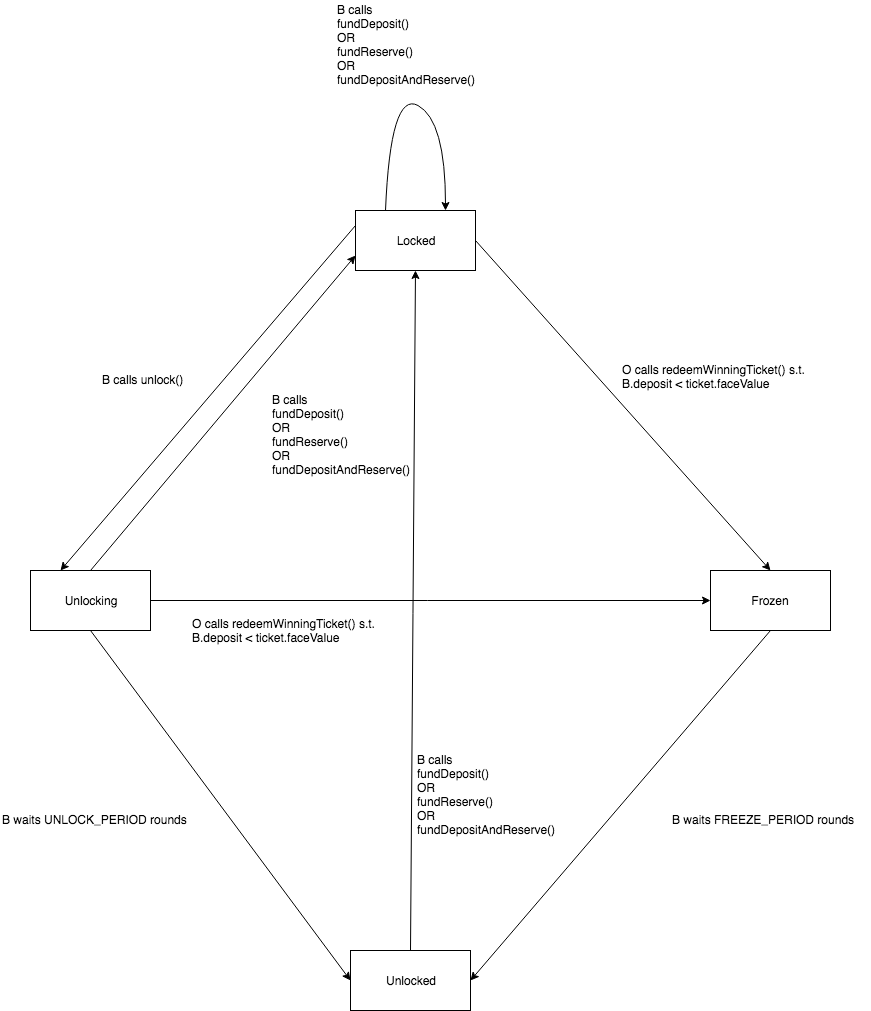 B calls
fundDeposit()
OR
fundReserve()
OR
fundDepositAndReserve()
Locked
O calls redeemWinningTicket() s.t.
B.deposit < ticket.faceValue
B calls unlock()
B calls
fundDeposit()
OR
fundReserve()
OR
fundDepositAndReserve()
Unlocking
Frozen
O calls redeemWinningTicket() s.t.
B.deposit < ticket.faceValue
B calls
fundDeposit()
OR
fundReserve()
OR
fundDepositAndReserve()
B waits UNLOCK_PERIOD rounds
B waits FREEZE_PERIOD rounds
Unlocked